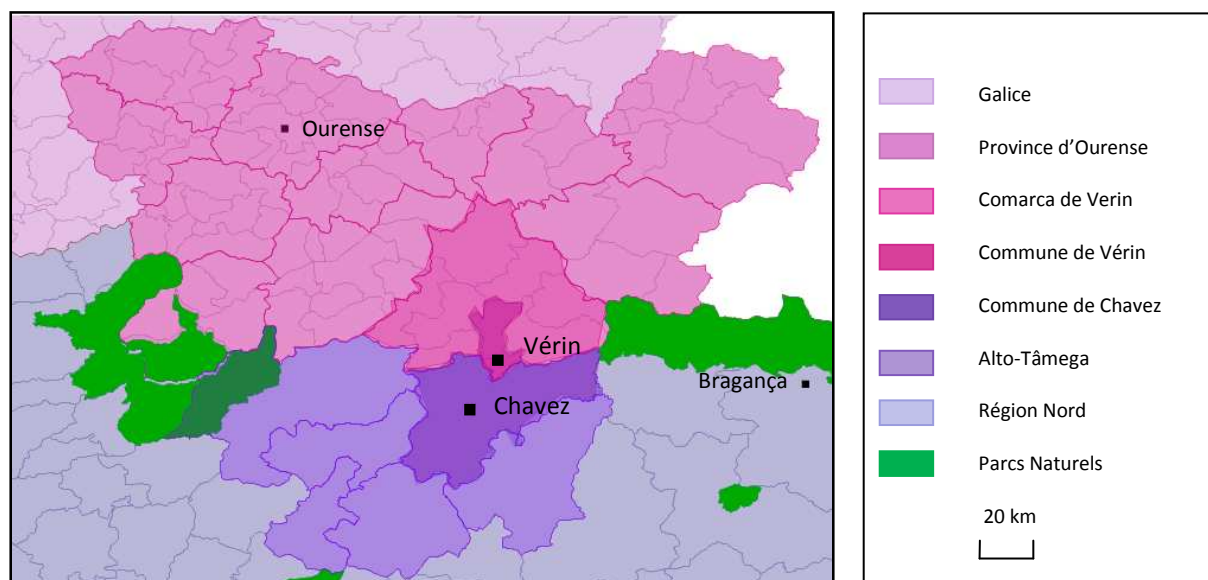 Ourense
Vérin
Bragança
Chavez
Galice
Province d’Ourense
Comarca de Verin
Commune de Vérin
Commune de Chavez
Alto-Tâmega
Région Nord
Parcs Naturels
20 km